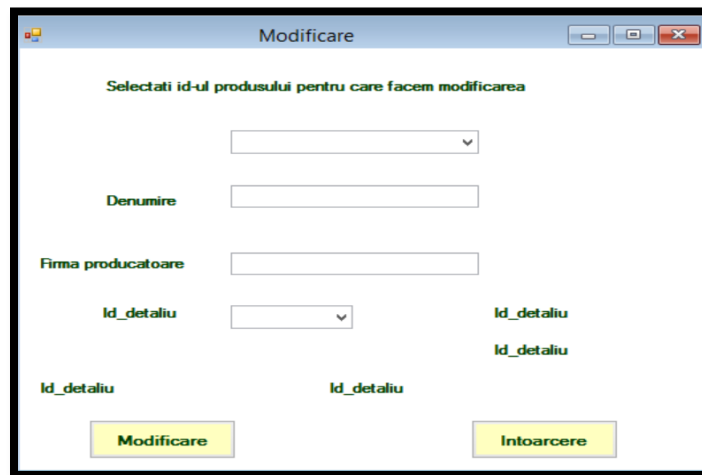 Modificare
Selectati id-ul produsului pentru care facem modificarea
Denumire
Firma producatoare
Id_detaliu Id_detaliu
Id_detaliu
Id_detaliu Id_detaliu
Modificare Intoarcere